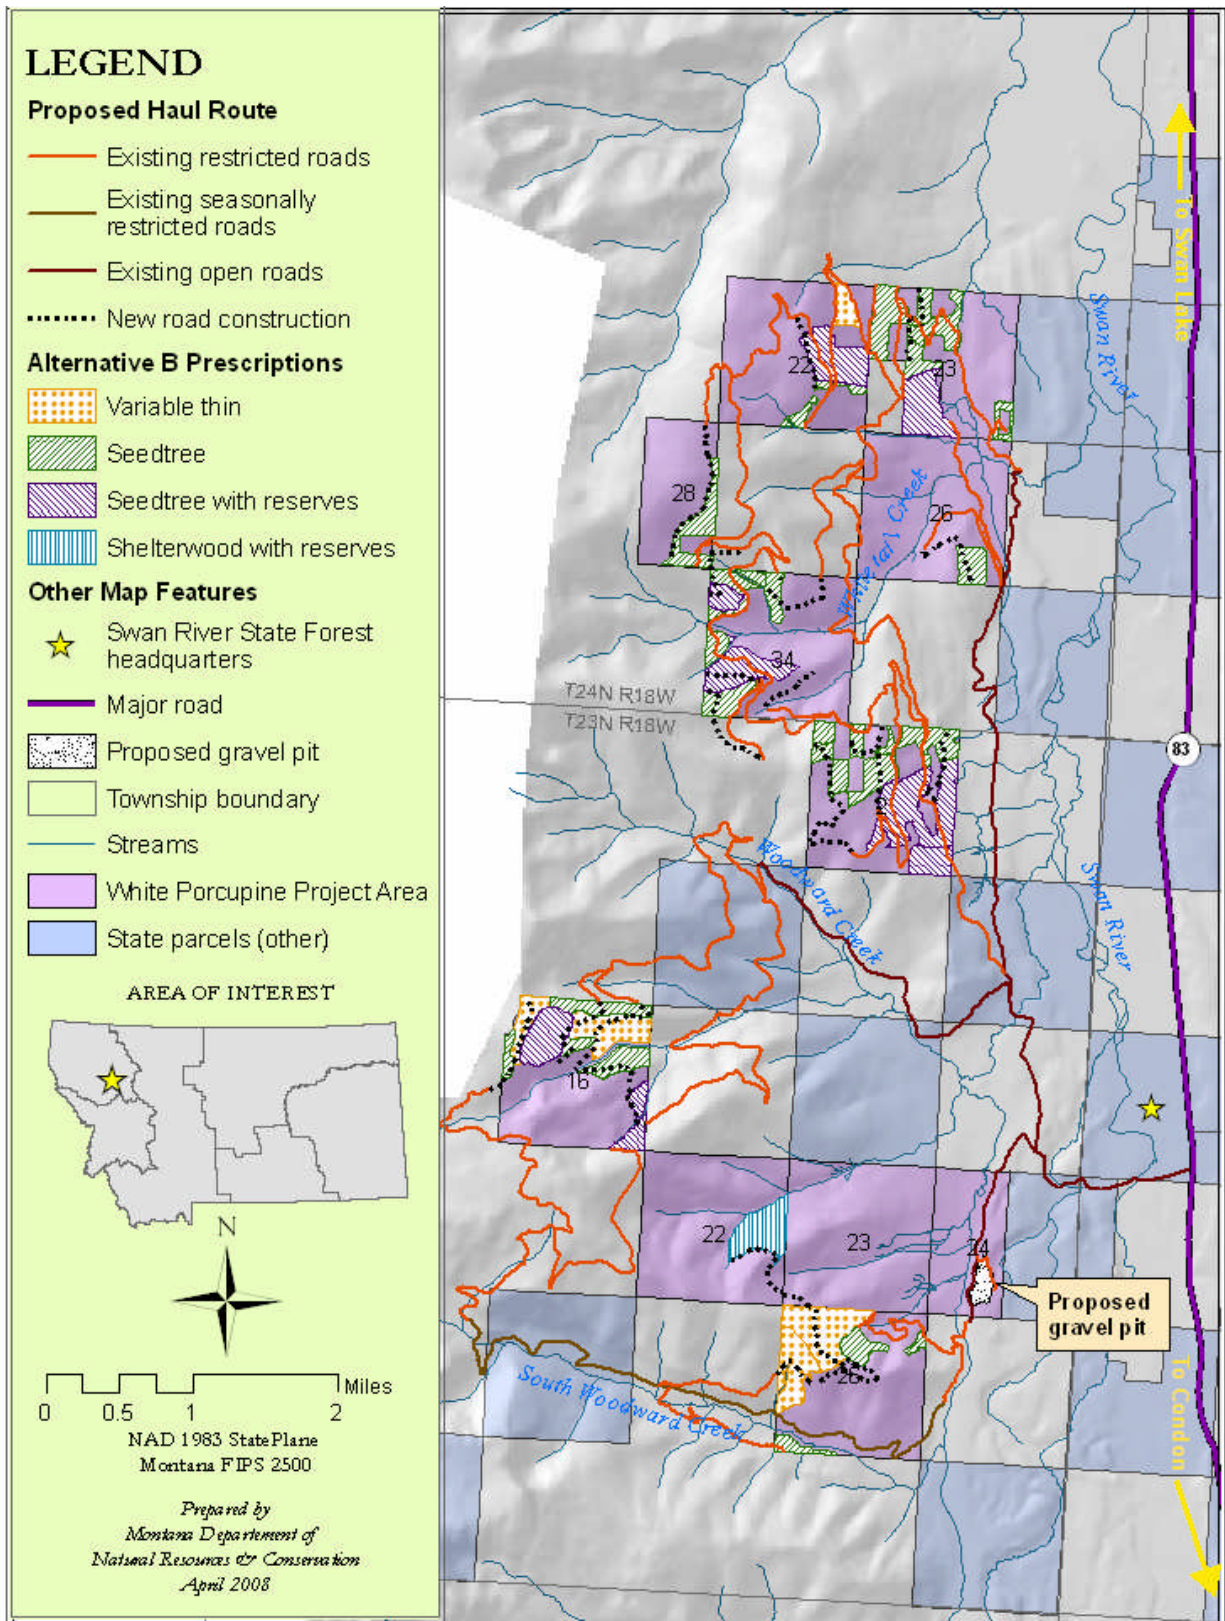 LEGEND
Proposed Haul Route
Existing restricted roads
Existing seasonally
restricted roads
Existing open roads
New road construction
Alternative B Prescriptions
Variable thin
Seedtree
Seedtree with reserves
Shelterwood with reserves
Other Map Features
Swan River State Forest
headquarters
Major road
Proposed gravel pit
Township boundary
Streams
White Porcupine Project Area
State parcels (other)
AREA OF INTEREST
N
Miles
0 0.5 1 2
NAD 1983 StatePlane
Montana FIPS 2500
Prepared by
Montana Departement of
Natural Resources & Conservation
April 2008
To Swan Lake
Swan River
22
23
28
26
Creek
34
T24N R18W
T23N R18W
83
Woodward Creek
Swan River
16
22
23
24
Proposed
gravel pit
26
South Woodward Creek
To Condon